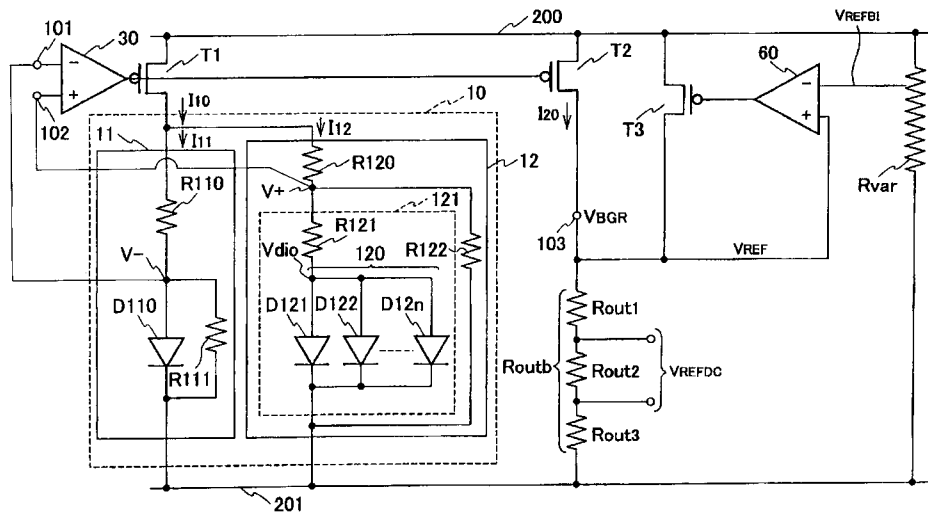 200
VREFBI
101
30
T1
T2
60
−
+
102
I10
10
I20
T3
−
+
11
I11
I12
12
R120
Rvar
R110
V+
121
VBGR
103
R121
R122
VREF
V−
Vdio
120
D110
D121
D122
D12n
Rout1
R111
Routb
Rout2
VREFDC
Rout3
201